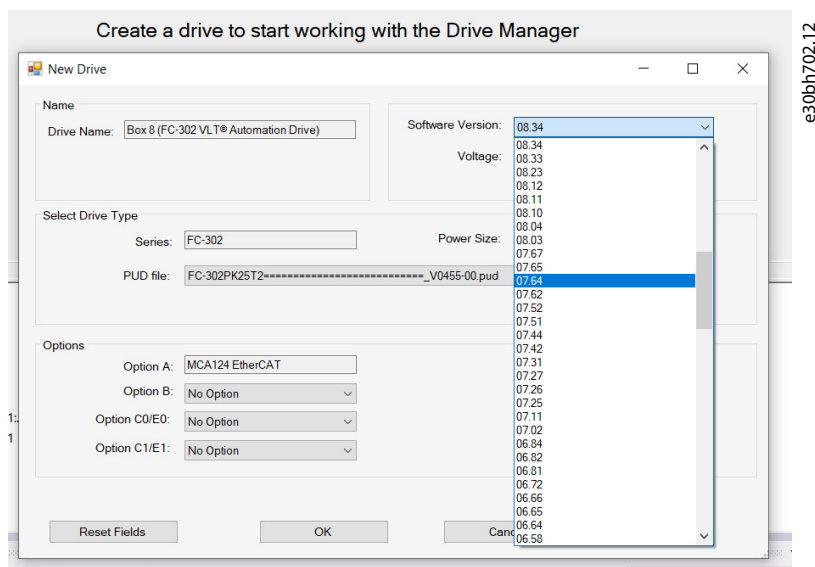 Create a drive to start working with the Drive Manager
e30bh702.12
New Drive
Name
Drive Name: Box 8 (FC-302 VLT® Automation Drive)
Software Version: 08.34
Voltage:
08.34
08.33
08.23
08.12
08.11
08.10
08.04
08.03
07.67
07.65
07.64
07.62
07.52
07.51
07.44
07.42
07.31
07.27
07.26
07.25
07.11
07.02
06.84
06.82
06.81
06.72
06.66
06.65
06.64
06.58
Select Drive Type
Series: FC-302
Power Size:
PUD file: FC-302PK25T2===========================_V0455-00.pud
Options
Option A: MCA124 EtherCAT
Option B: No Option
Option C0/E0: No Option
Option C1/E1: No Option
1:.
1
Reset Fields
OK
Canc